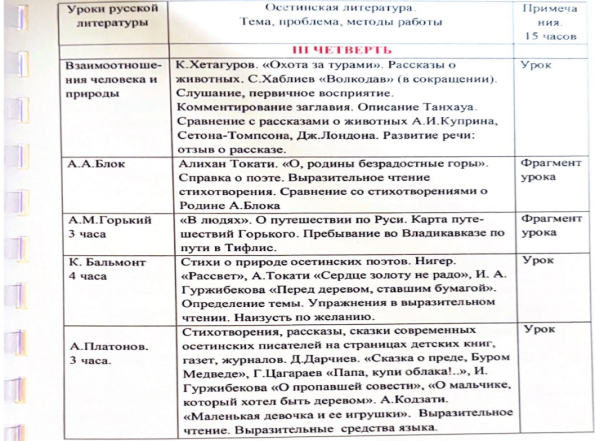 Уроки русской
литературы
Осетинская литература.
Тема, проблема, методы работы
Примеча
ния.
15 часов
III ЧЕТВЕРТЬ
Взаимоотноше-
ния человека и
природы
К.Хетагуров. «Охота за турами». Рассказы о
животных. С.Хаблиев «Волкодав» (в сокращении).
Слушание, первичное восприятие.
Комментирование заглавия. Описание Танхауа.
Сравнение с рассказами о животных А.И.Куприна,
Сетона-Томпсона, Дж.Лондона. Развитие речи:
отзыв о рассказе.
Урок
А.А.Блок
Алихан Токати. «О, родины безрадостные горы».
Справка о поэте. Выразительное чтение
стихотворения. Сравнение со стихотворениями о
Родине А.Блока
Фрагмент
урока
А.М.Горький
3 часа
«В людях». О путешествии по Руси. Карта путе-
шествий Горького. Пребывание во Владикавказе по
пути в Тифлис.
Фрагмент
урока
К. Бальмонт
4 часа
Стихи о природе осетинских поэтов. Нигер.
«Рассвет», А.Токати «Сердце золоту не радо», И. А.
Гуржибекова «Перед деревом, ставшим бумагой».
Определение темы. Упражнения в выразительном
чтении. Наизусть по желанию.
Урок
А.Платонов.
3 часа.
Стихотворения, рассказы, сказки современных
осетинских писателей на страницах детских книг,
газет, журналов. Д.Дарчиев. «Сказка о преде, Буром
Медведе», Г.Цагараев «Папа, купи облака!..», И.
Гуржибекова «О пропавшей совести», «О мальчике,
который хотел быть деревом». А.Кодзати.
«Маленькая девочка и ее игрушки». Выразительное
чтение. Выразительные средства языка.
Урок